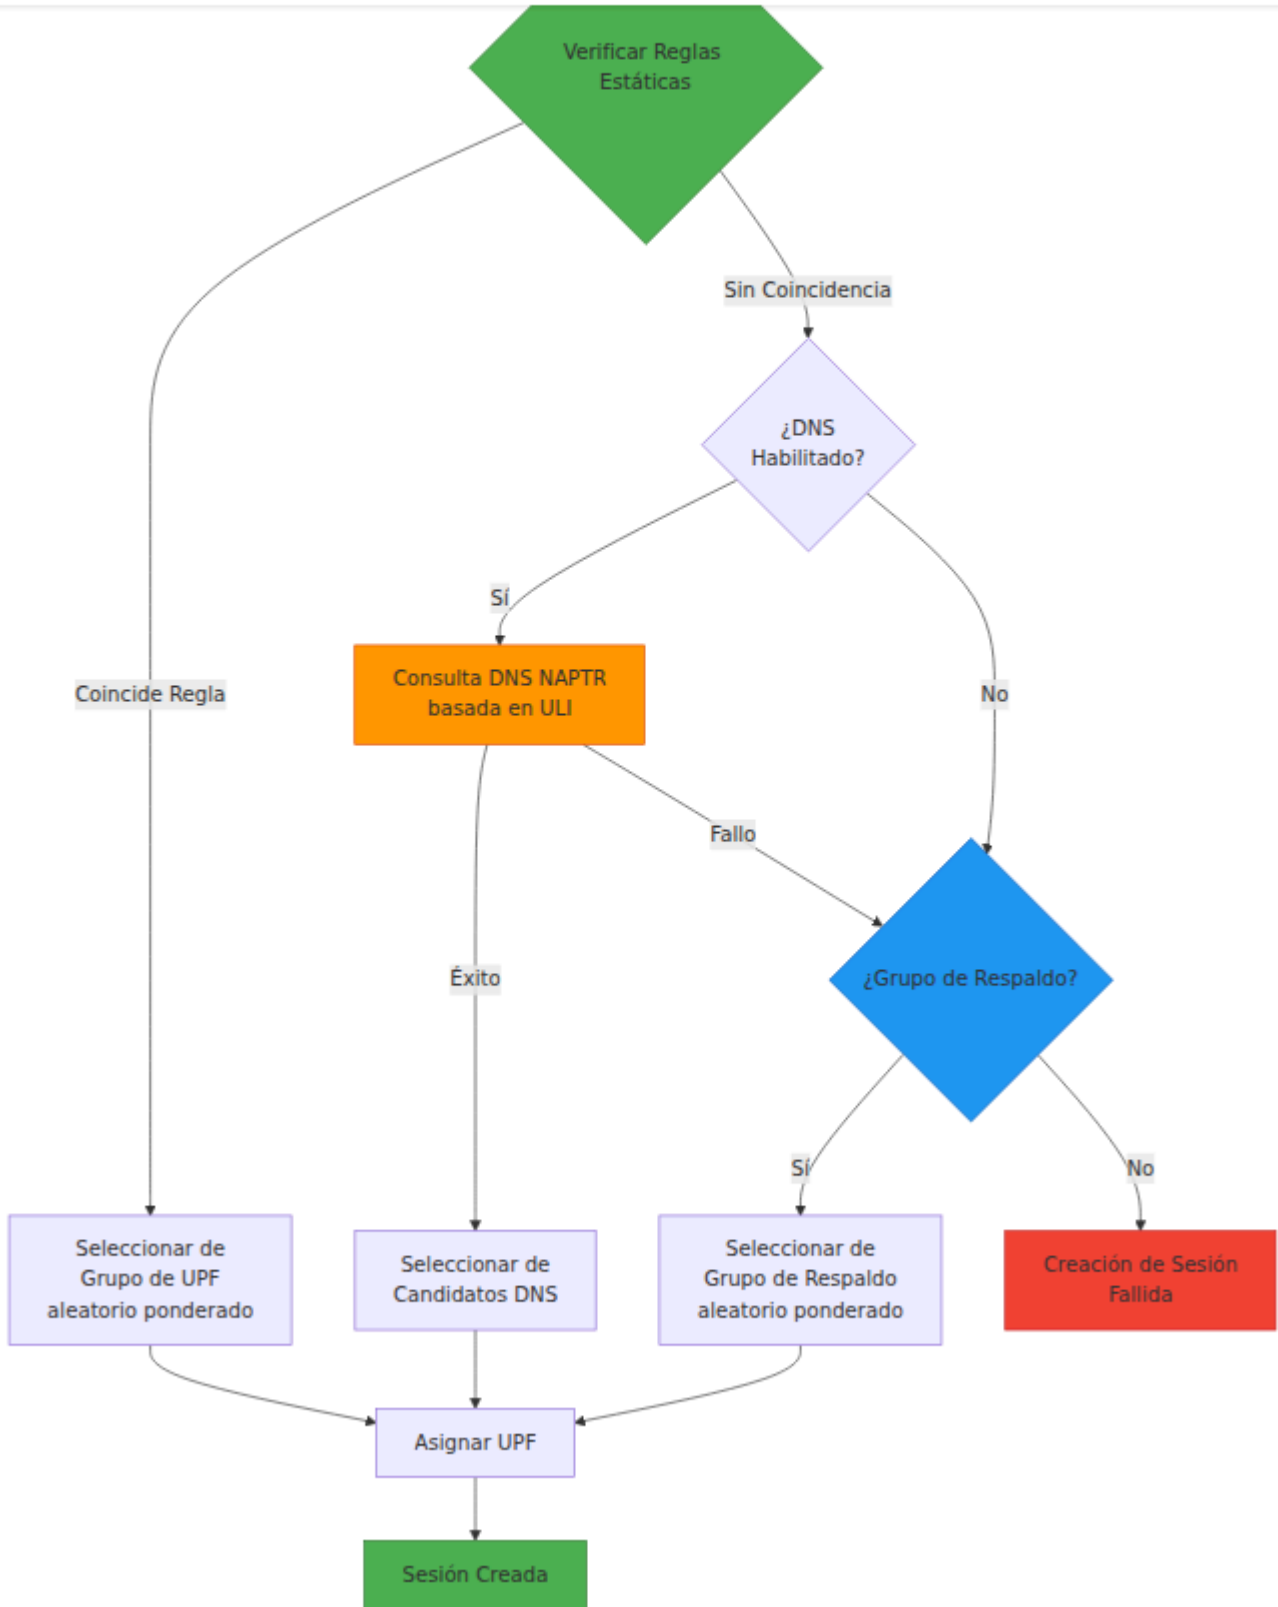 Verificar Reglas
Estáticas
Sin Coincidencia
¿DNS
Habilitado?
Sí
Consulta DNS NAPTR
basada en ULI
Coincide Regla
No
Fallo
Éxito
¿Grupo de Respaldo?
Sí
No
Seleccionar de
Grupo de UPF
aleatorio ponderado
Seleccionar de
Candidatos DNS
Seleccionar de
Grupo de Respaldo
aleatorio ponderado
Creación de Sesión
Fallida
Asignar UPF
Sesión Creada